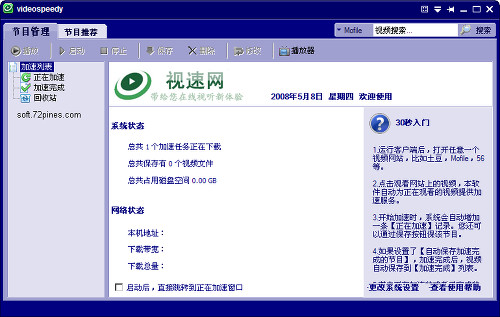 videospeedy
节目管理 节目推荐
Mofile 视频搜索... 搜索
播放 启动 停止 保存 删除 播放器
加速列表
正在加速
加速完成
回收站
soft.72pines.com
视速网
带给您在线视听新体验
2008年5月8日 星期四 欢迎使用
系统状态
总共 1个加速任务正在下载
总共保存有 0个视频文件
总共占用磁盘空间 0.00 GB
网络状态
本机地址：
下载带宽：
下载总量：
启动后，直接跳转到正在加速窗口
30秒入门
1.运行客户端后，打开任意一个
视频网站，比如土豆，Mofile，56
等。
2.点击观看网站上的视频，本软
件自动为正在观看的视频提供加
速服务。
3.开始加速时，系统会自动增加
一条【正在加速】记录。您还可
以通过保存按钮保该节目。
4.如果设置了【自动保存加速完
成的节目】，加速完成后，视频
自动保存到【加速完成】列表。
更改系统设置 查看使用帮助